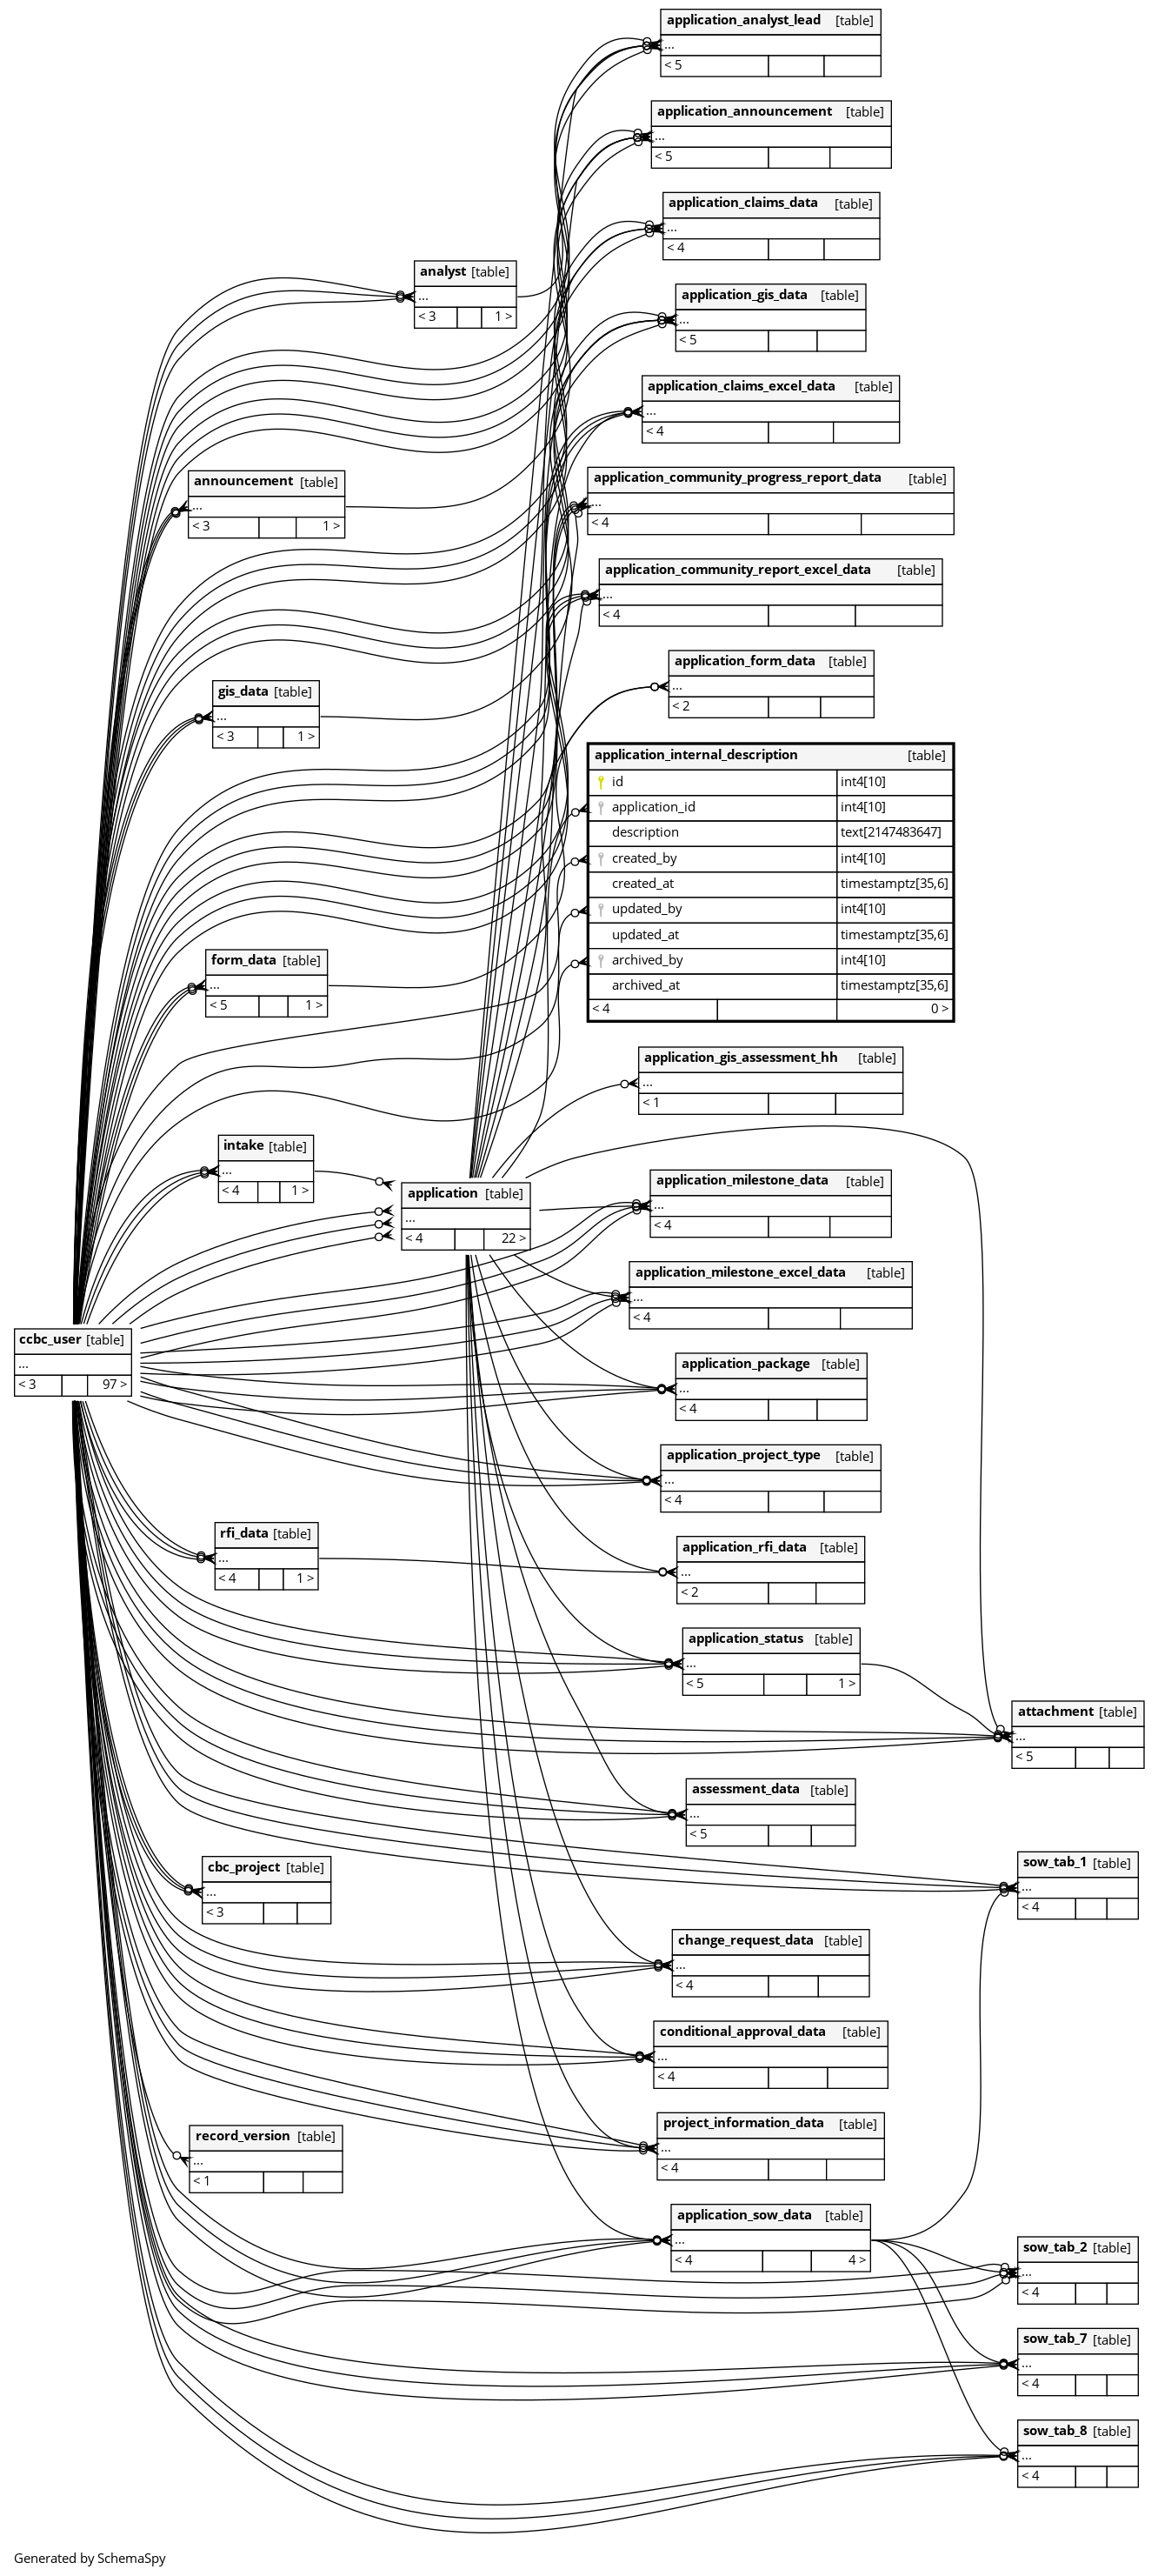 application_analyst_lead [table]
...
< 5
application_announcement [table]
...
< 5
application_claims_data [table]
...
< 4
analyst [table]
...
< 3 1 >
application_gis_data [table]
...
< 5
application_claims_excel_data [table]
...
< 4
announcement [table]
...
< 3 1 >
application_community_progress_report_data [table]
...
< 4
application_community_report_excel_data [table]
...
< 4
application_form_data [table]
...
< 2
gis_data [table]
...
< 3 1 >
application_internal_description [table]
id int4[10]
application_id int4[10]
description text[2147483647]
created_by int4[10]
created_at timestamptz[35,6]
updated_by int4[10]
updated_at timestamptz[35,6]
archived_by int4[10]
archived_at timestamptz[35,6]
< 4 0 >
form_data [table]
...
< 5 1 >
application_gis_assessment_hh [table]
...
< 1
intake [table]
...
< 4 1 >
application [table]
...
< 4 22 >
application_milestone_data [table]
...
< 4
application_milestone_excel_data [table]
...
< 4
ccbc_user [table]
...
< 3 97 >
application_package [table]
...
< 4
application_project_type [table]
...
< 4
rfi_data [table]
...
< 4 1 >
application_rfi_data [table]
...
< 2
application_status [table]
...
< 5 1 >
attachment [table]
...
< 5
assessment_data [table]
...
< 5
cbc_project [table]
...
< 3
sow_tab_1 [table]
...
< 4
change_request_data [table]
...
< 4
conditional_approval_data [table]
...
< 4
record_version [table]
...
< 1
project_information_data [table]
...
< 4
application_sow_data [table]
...
< 4 4 >
sow_tab_2 [table]
...
< 4
sow_tab_7 [table]
...
< 4
sow_tab_8 [table]
...
< 4
Generated by SchemaSpy